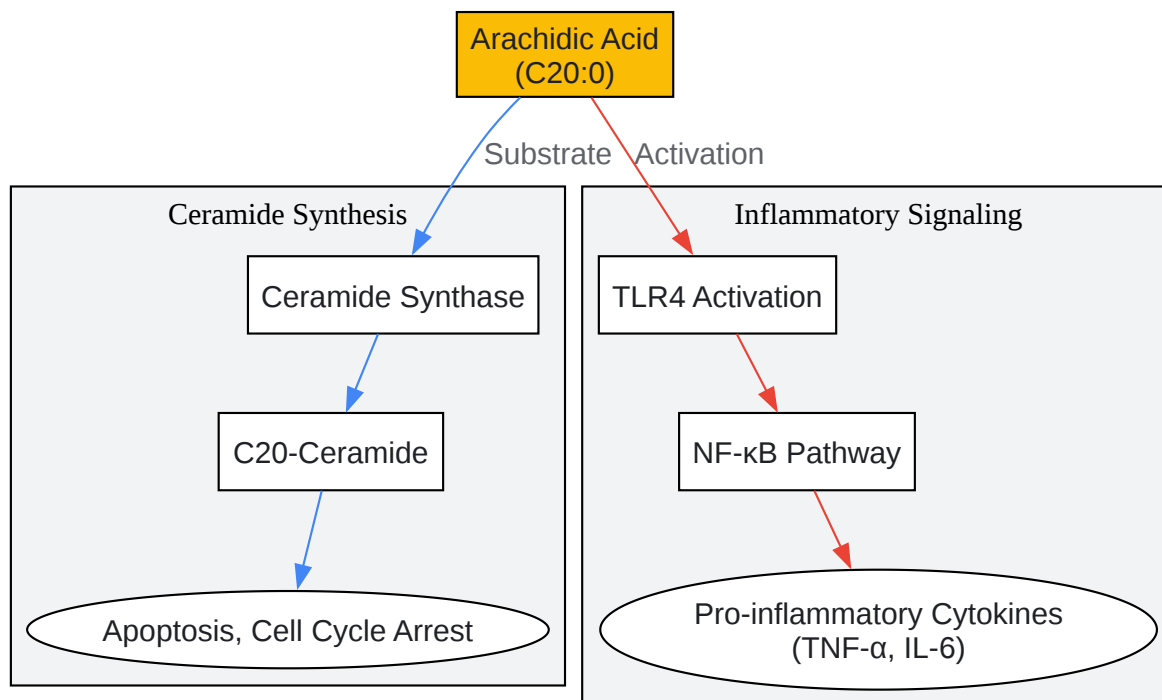 Arachidic Acid
(C20:0)
Substrate
Activation
Ceramide Synthesis
Ceramide Synthase
C20-Ceramide
Apoptosis, Cell Cycle Arrest
Inflammatory Signaling
TLR4 Activation
NF-κB Pathway
Pro-inflammatory Cytokines
(TNF-α, IL-6)